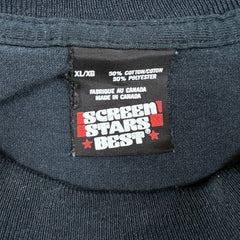 XL/XG
50% COTTON/COTON
50% POLYESTER
FABRIQUE AU CANADA
MADE IN CANADA
SCREEN
STARS
BEST®